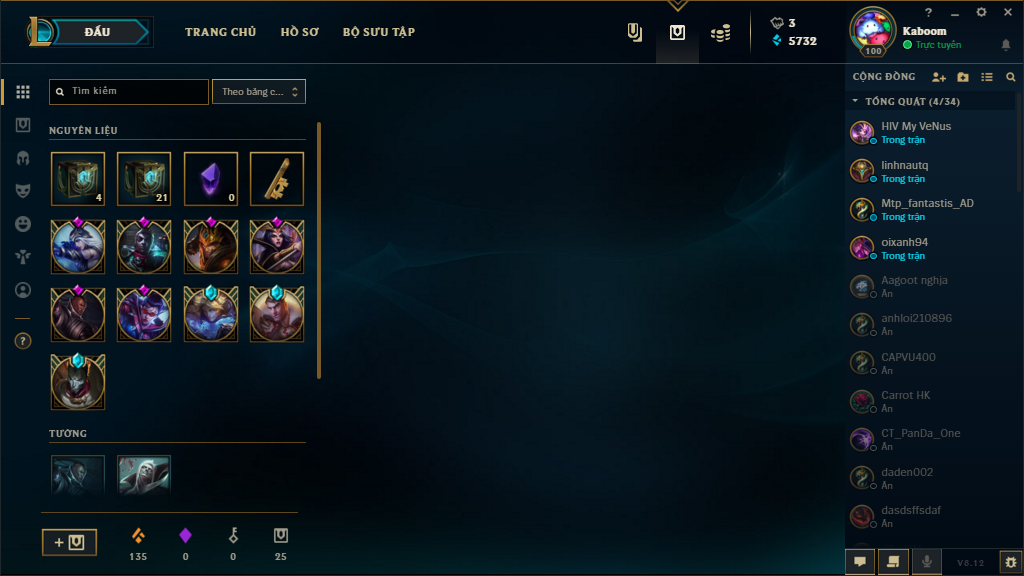 ĐẤU
TRANG CHỦ
HỒ SƠ
BỘ SƯU TẬP
3
5732
?
100
Kaboom
Trực tuyến
Tìm kiếm
Theo bảng c...
CỘNG ĐỒNG
TỔNG QUÁT (4/34)
NGUYÊN LIỆU
4
21
0
HIV My VeNus
Trong trận
linhnautq
Trong trận
Mtp_fantastis_AD
Trong trận
oixanh94
Trong trận
Aagoot nghja
Ẩn
anhloi210896
Ẩn
CAPVU400
Ẩn
Carrot HK
Ẩn
CT_PanDa_One
Ẩn
daden002
Ẩn
dasdsffsdaf
Ẩn
?
TƯỚNG
+
135
0
0
25
V8.12